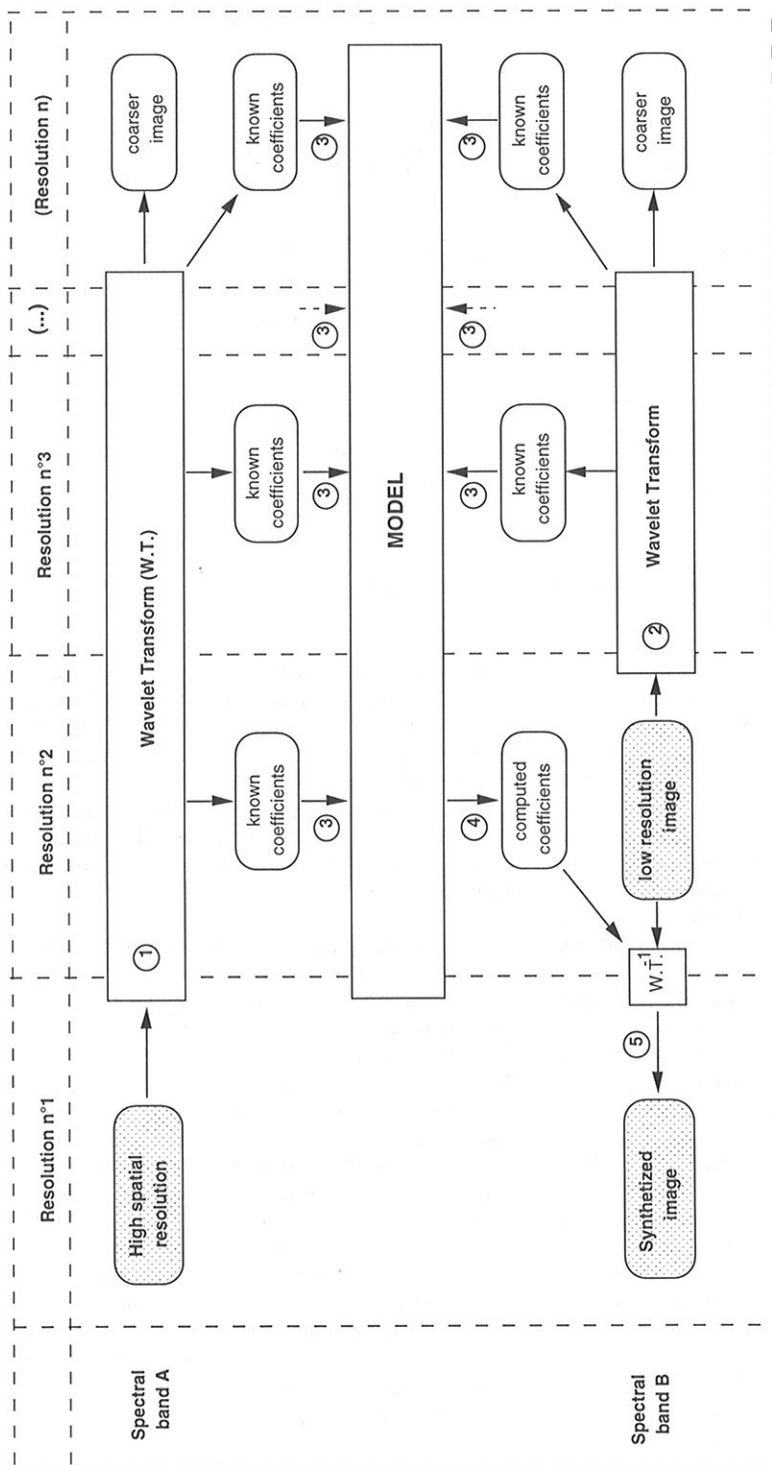 Resolution n°1
Resolution n°2
Resolution n°3
(...)
(Resolution n)
Spectral
band A
High spatial
resolution
1
Wavelet Transform (W.T.)
coarser
image
known
coefficients
known
coefficients
known
coefficients
3
3
3
3
MODEL
4
3
3
3
computed
coefficients
known
coefficients
known
coefficients
Spectral
band B
Synthetized
image
5
W.T.-1
low resolution
image
2
Wavelet Transform
coarser
image